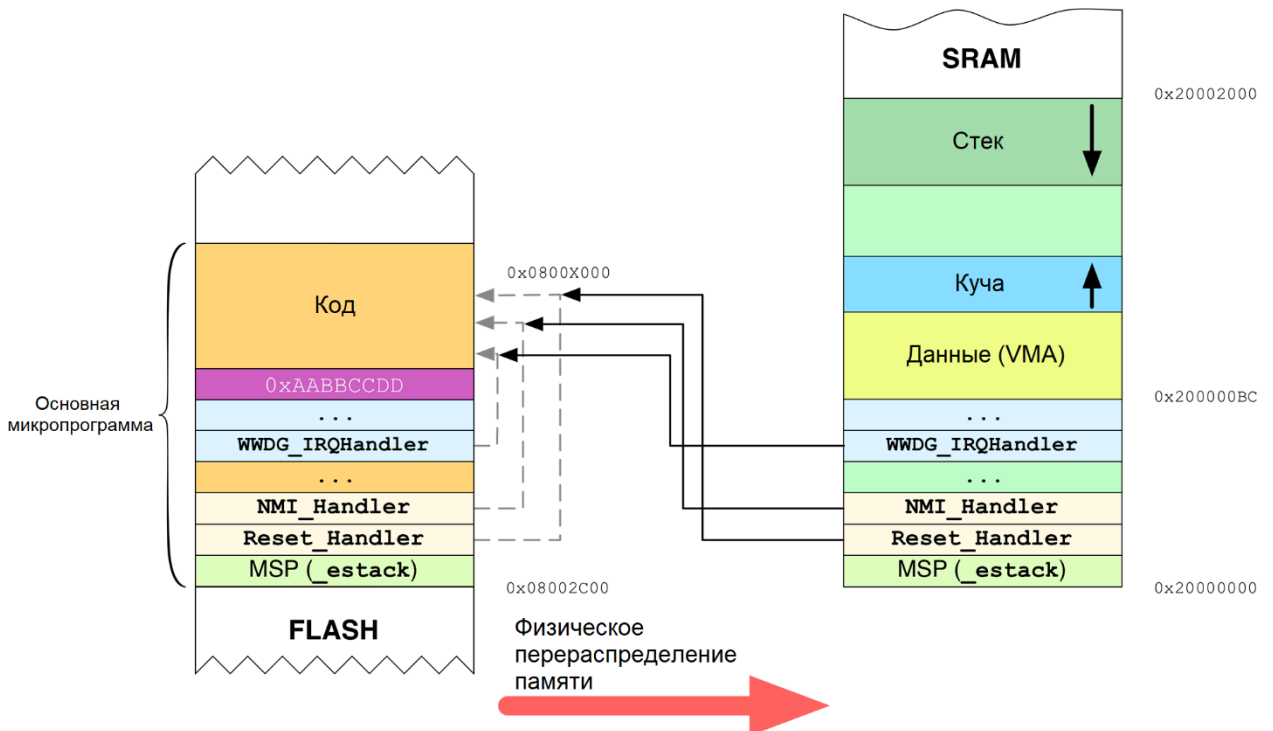 SRAM
0x20002000
Стек
Куча
Данные (VMA)
0x200000BC
...
WWDG_IRQHandler
...
NMI_Handler
Reset_Handler
MSP (_estack)
0x20000000
0x0800X000
Код
0xAABBCCDD
...
WWDG_IRQHandler
...
NMI_Handler
Reset_Handler
MSP (_estack)
0x08002C00
Основная
микропрограмма
FLASH
Физическое
перераспределение
памяти